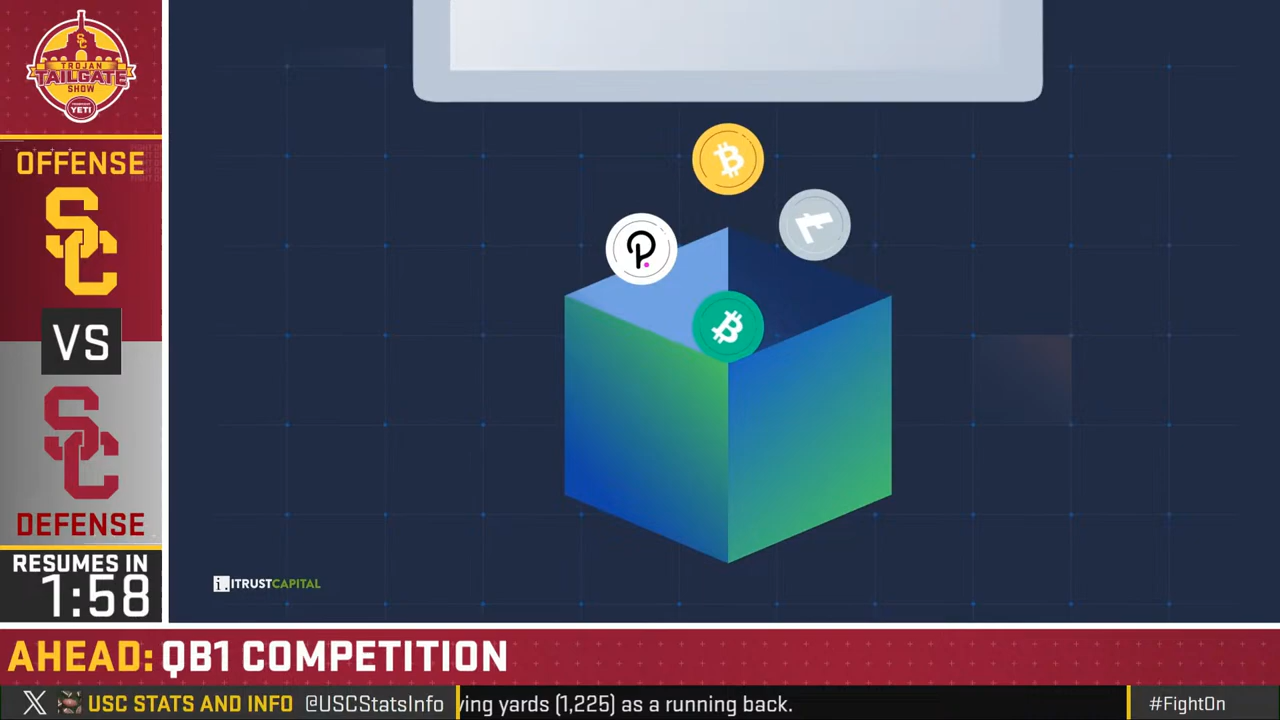 TROJAN
TAILGATE
SHOW
YETI
OFFENSE
SC
VS
SC
DEFENSE
RESUMES IN
1:58
i. ITRUSTCAPITAL
AHEAD: QB1 COMPETITION
X USC STATS AND INFO @USCStatsInfo ying yards (1,225) as a running back. #FightOn